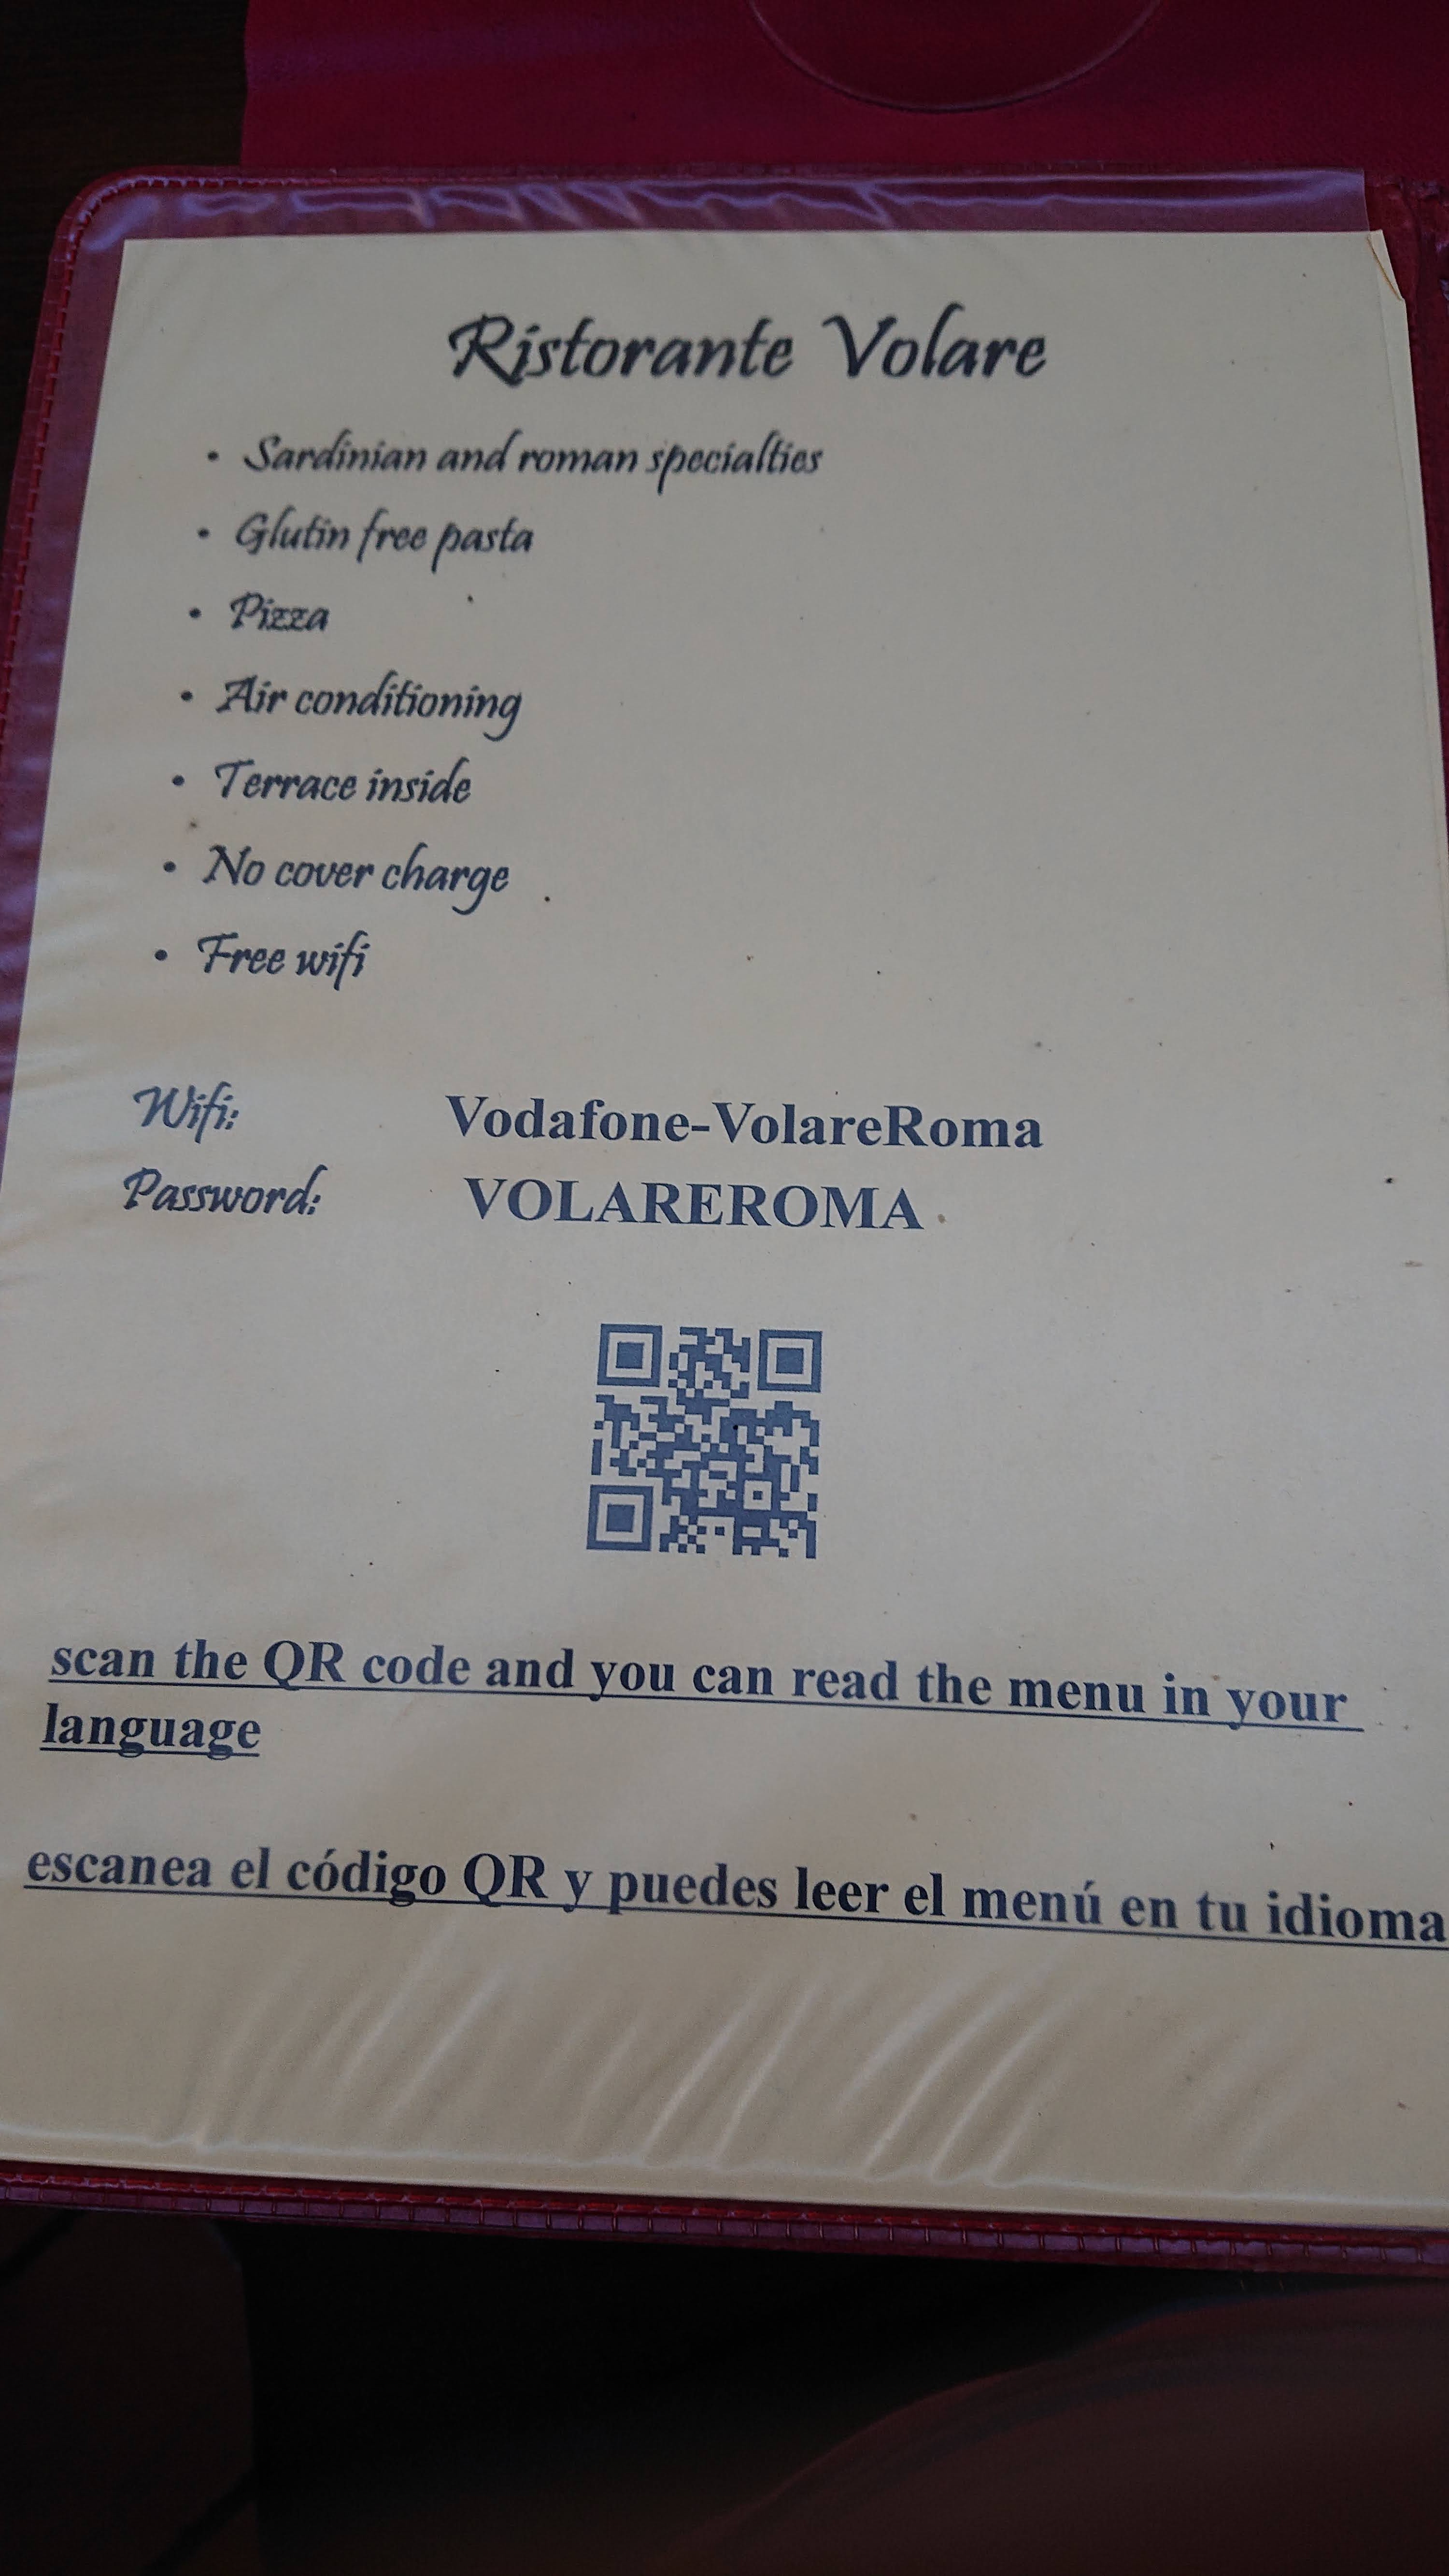 Ristorante Volare
• Sardinian and roman specialties
• Glutin free pasta
• Pizza
• Air conditioning
• Terrace inside
• No cover charge
• Free wifi
Wifi: Vodafone-VolareRoma
Password: VOLAREROMA
scan the QR code and you can read the menu in your
language
escanea el código QR y puedes leer el menú en tu idioma